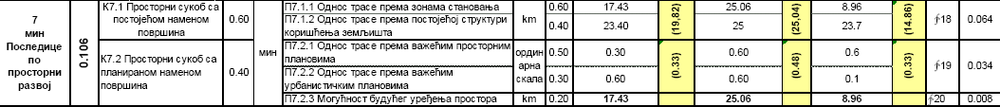 7
мин
Последице
по
просторни
развој
0.106
К7.1 Просторни сукоб са
постојећом наменом
површина
0.60
мин
П7.1.1 Однос трасе према зонама становања
km
0.60
17.43
(19.82)
25.06
(25.04)
8.96
(14.86)
∮18
0.064
П7.1.2 Однос трасе према постојећој структури
коришћења земљишта
0.40
23.40
25
23.7
К7.2 Просторни сукоб са
планираном наменом
површина
0.40
П7.2.1 Однос трасе према важећим просторним
плановима
ордин
арна
скала
0.50
0.30
(0.33)
0.60
(0.48)
0.6
(0.33)
∮19
0.034
П7.2.2 Однос трасе према важећим
урбанистичким плановима
0.30
0.60
0.60
0.1
П7.2.3 Могућност будућег уређења простора
km
0.20
17.43
25.06
8.96
∮20
0.008